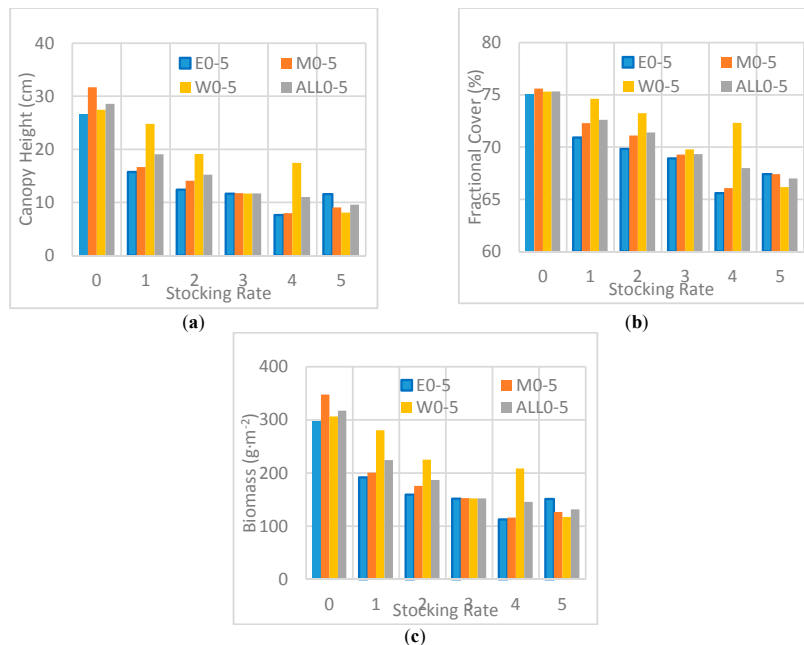 40
30
20
10
0
Canopy Height (cm)
E0-5 M0-5
W0-5 ALL0-5
0 1 2 3 4 5
Stocking Rate
(a)
80
75
70
65
60
Fractional Cover (%)
E0-5 M0-5
W0-5 ALL0-5
0 1 2 3 4 5
Stocking Rate
(b)
400
300
200
100
0
Biomass (g·m⁻²)
E0-5 M0-5
W0-5 ALL0-5
0 1 2 3 4 5
Stocking Rate
(c)